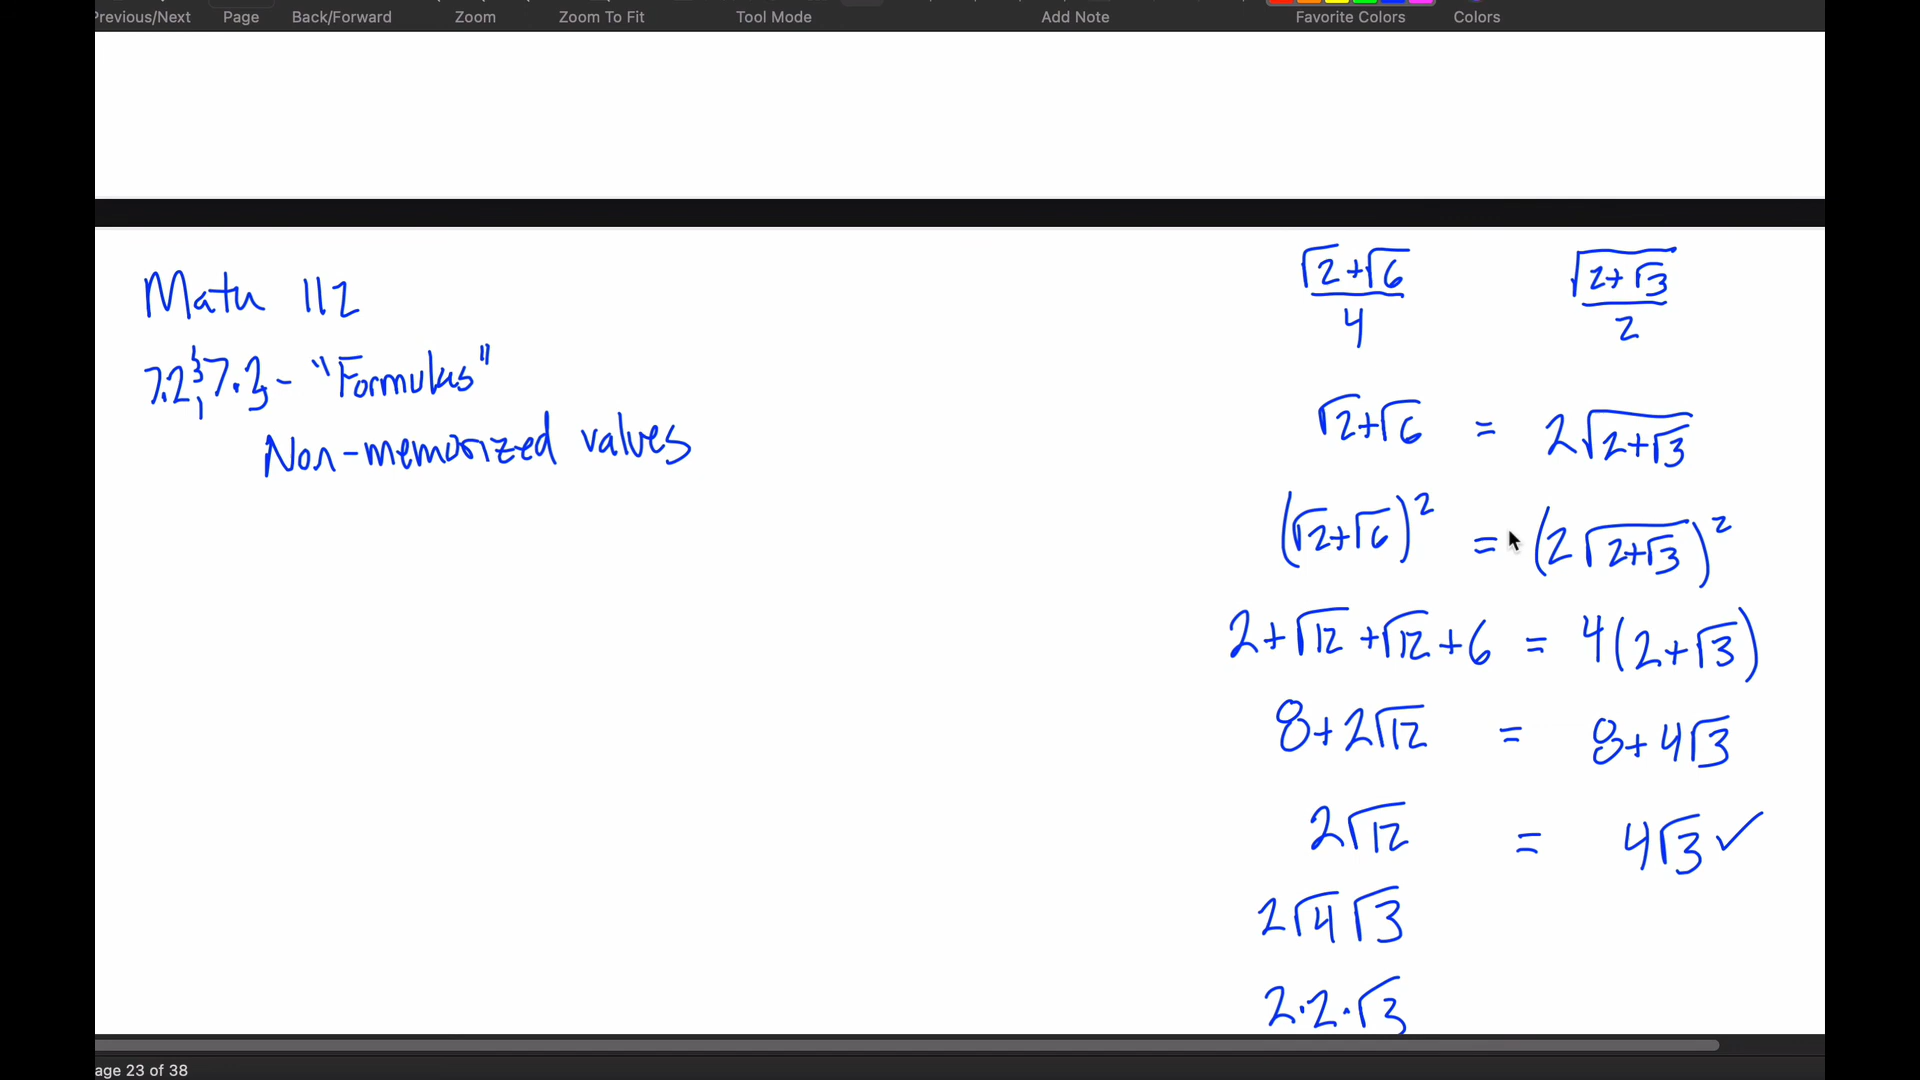 Previous/Next Page Back/Forward Zoom Zoom To Fit Tool Mode Add Note Favorite Colors Colors
Math 112
7.2 & 7.3 - "Formulas"
Non-memorized values
(√2+√6)/4 √(2+√3)/2
√2+√6 = 2√(2+√3)
(√2+√6)² = (2√(2+√3))²
2+√12+√12+6 = 4(2+√3)
8+2√12 = 8+4√3
2√12 = 4√3 ✓
2√4√3
2·2·√3
age 23 of 38